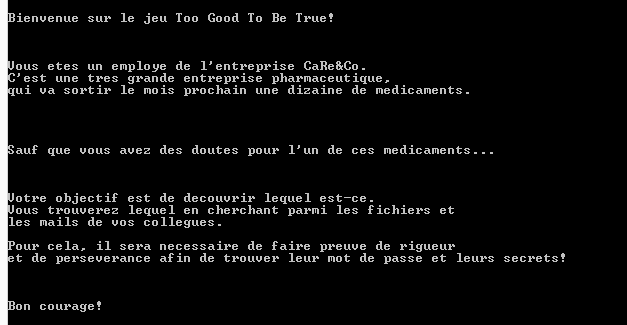 Bienvenue sur le jeu Too Good To Be True!
Vous etes un employe de l'entreprise CaRe&Co.
C'est une tres grande entreprise pharmaceutique,
qui va sortir le mois prochain une dizaine de medicaments.
Sauf que vous avez des doutes pour l'un de ces medicaments...
Votre objectif est de decouvrir lequel est-ce.
Vous trouverez lequel en cherchant parmi les fichiers et
les mails de vos collegues.
Pour cela, il sera necessaire de faire preuve de rigueur
et de perseverance afin de trouver leur mot de passe et leurs secrets!
Bon courage!